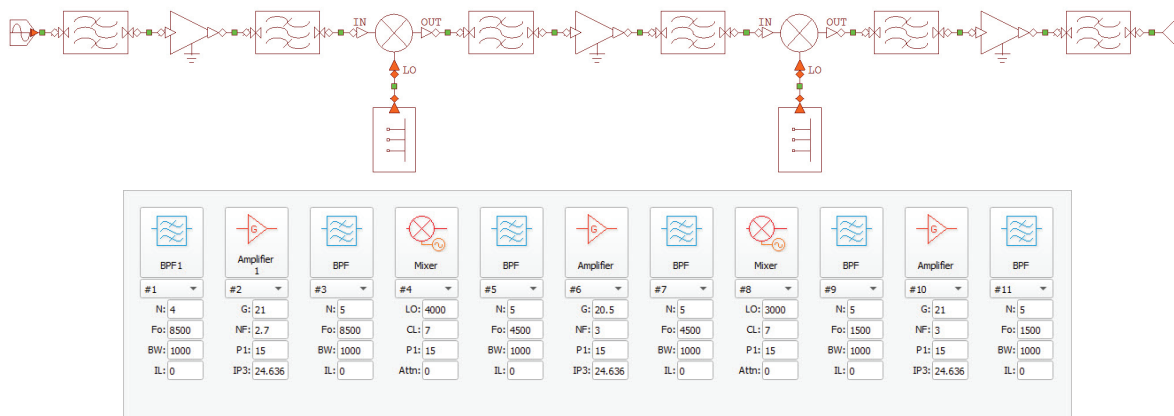 IN OUT IN OUT
LO LO
BPF1 Amplifier 1 BPF Mixer BPF Amplifier BPF Mixer BPF Amplifier BPF
#1 #2 #3 #4 #5 #6 #7 #8 #9 #10 #11
N: 4 G: 21 N: 5 LO: 4000 N: 5 G: 20.5 N: 5 LO: 3000 N: 5 G: 21 N: 5
Fo: 8500 NF: 2.7 Fo: 8500 CL: 7 Fo: 4500 NF: 3 Fo: 4500 CL: 7 Fo: 1500 NF: 3 Fo: 1500
BW: 1000 P1: 15 BW: 1000 P1: 15 BW: 1000 P1: 15 BW: 1000 P1: 15 BW: 1000 P1: 15 BW: 1000
IL: 0 IP3: 24.636 IL: 0 Attn: 0 IL: 0 IP3: 24.636 IL: 0 Attn: 0 IL: 0 IP3: 24.636 IL: 0